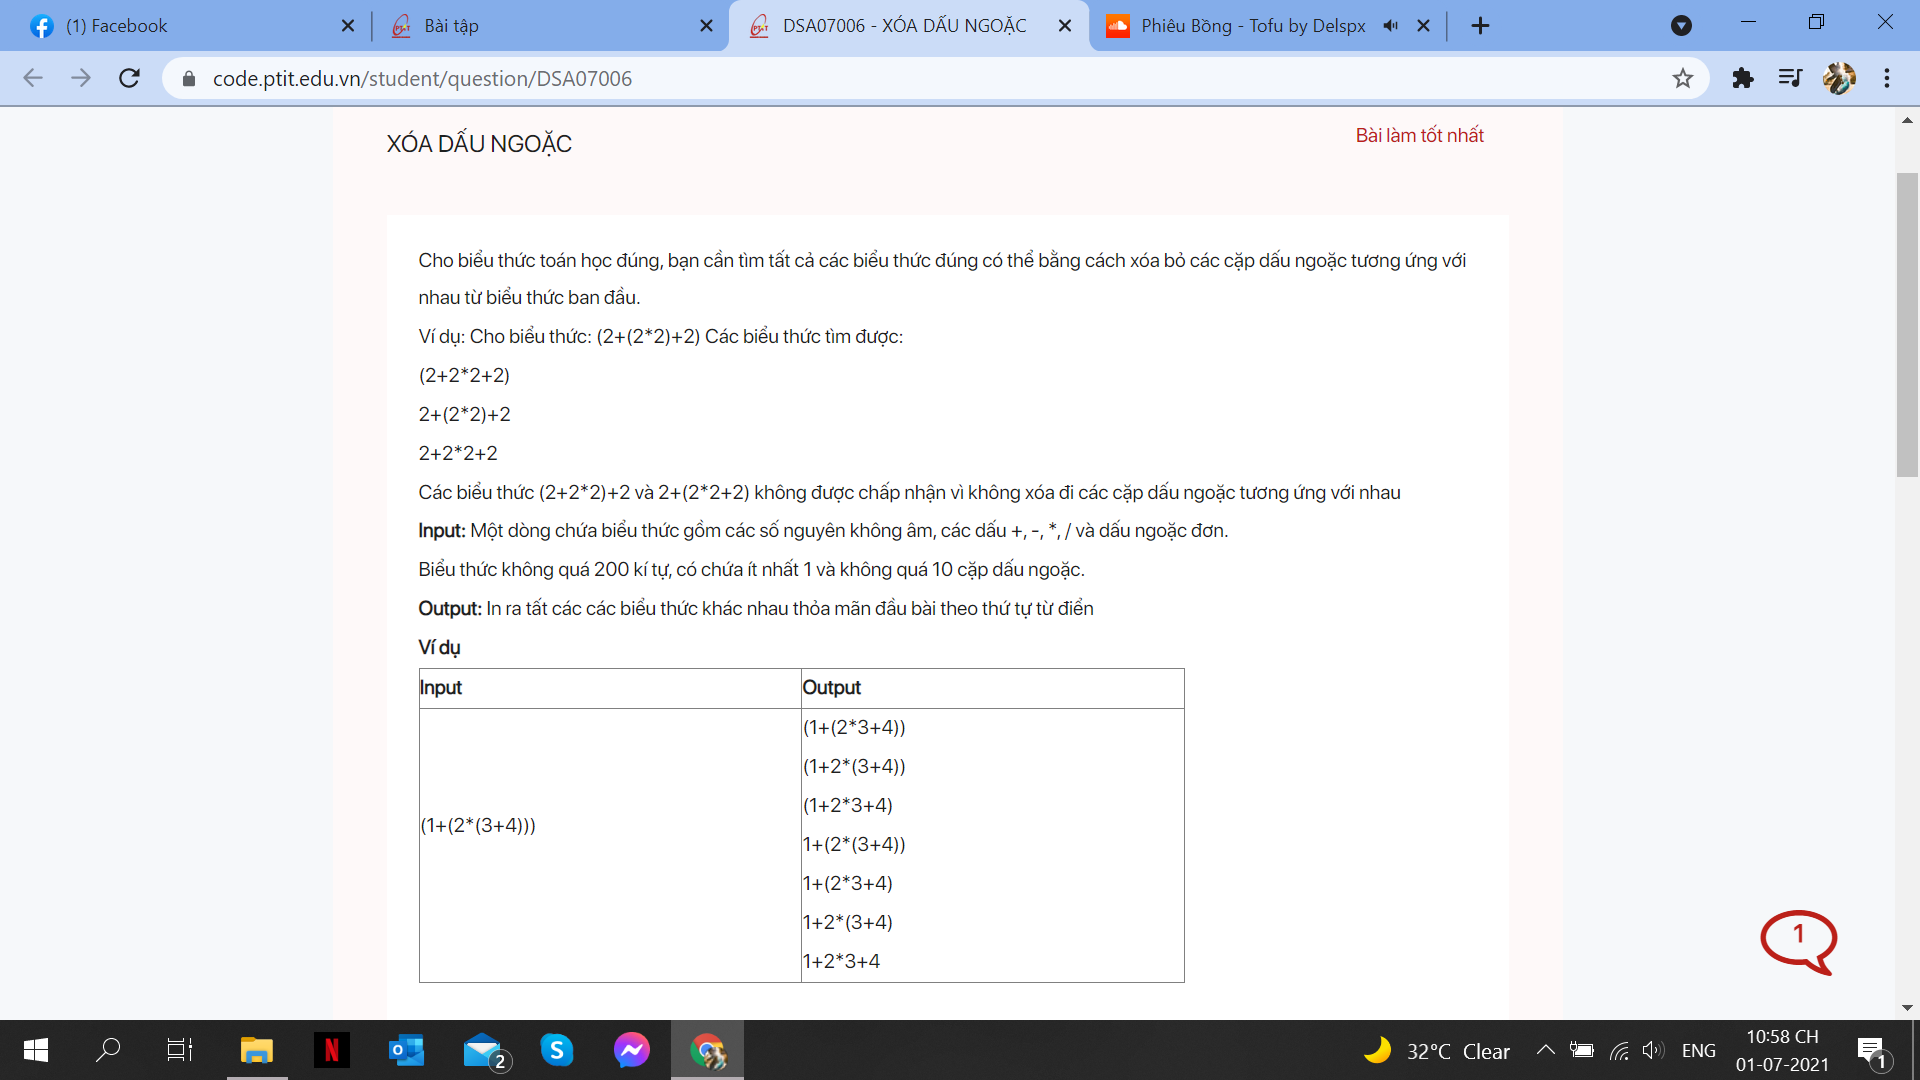 (1) Facebook
Bài tập
DSA07006 - XÓA DẤU NGOẶC
Phiêu Bồng - Tofu by Delspx
code.ptit.edu.vn/student/question/DSA07006
XÓA DẤU NGOẶC
Bài làm tốt nhất
Cho biểu thức toán học đúng, bạn cần tìm tất cả các biểu thức đúng có thể bằng cách xóa bỏ các cặp dấu ngoặc tương ứng với
nhau từ biểu thức ban đầu.
Ví dụ: Cho biểu thức: (2+(2*2)+2) Các biểu thức tìm được:
(2+2*2+2)
2+(2*2)+2
2+2*2+2
Các biểu thức (2+2*2)+2 và 2+(2*2+2) không được chấp nhận vì không xóa đi các cặp dấu ngoặc tương ứng với nhau
Input: Một dòng chứa biểu thức gồm các số nguyên không âm, các dấu +, -, *, / và dấu ngoặc đơn.
Biểu thức không quá 200 kí tự, có chứa ít nhất 1 và không quá 10 cặp dấu ngoặc.
Output: In ra tất các các biểu thức khác nhau thỏa mãn đầu bài theo thứ tự từ điển
Ví dụ
Input
Output
(1+(2*(3+4)))
(1+(2*3+4))
(1+2*(3+4))
(1+2*3+4)
1+(2*(3+4))
1+(2*3+4)
1+2*(3+4)
1+2*3+4
1
N
O
2
S
32°C Clear
ENG
10:58 CH
01-07-2021
1